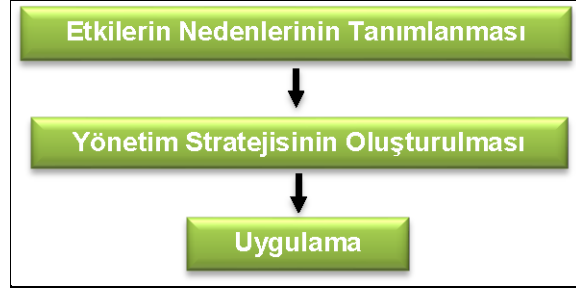 Etkilerin Nedenlerinin Tanımlanması
Yönetim Stratejisinin Oluşturulması
Uygulama